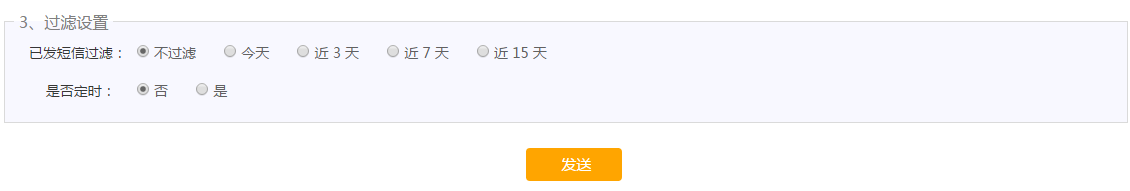 3、过滤设置
已发短信过滤： 不过滤 今天 近 3 天 近 7 天 近 15 天
是否定时： 否 是
发送